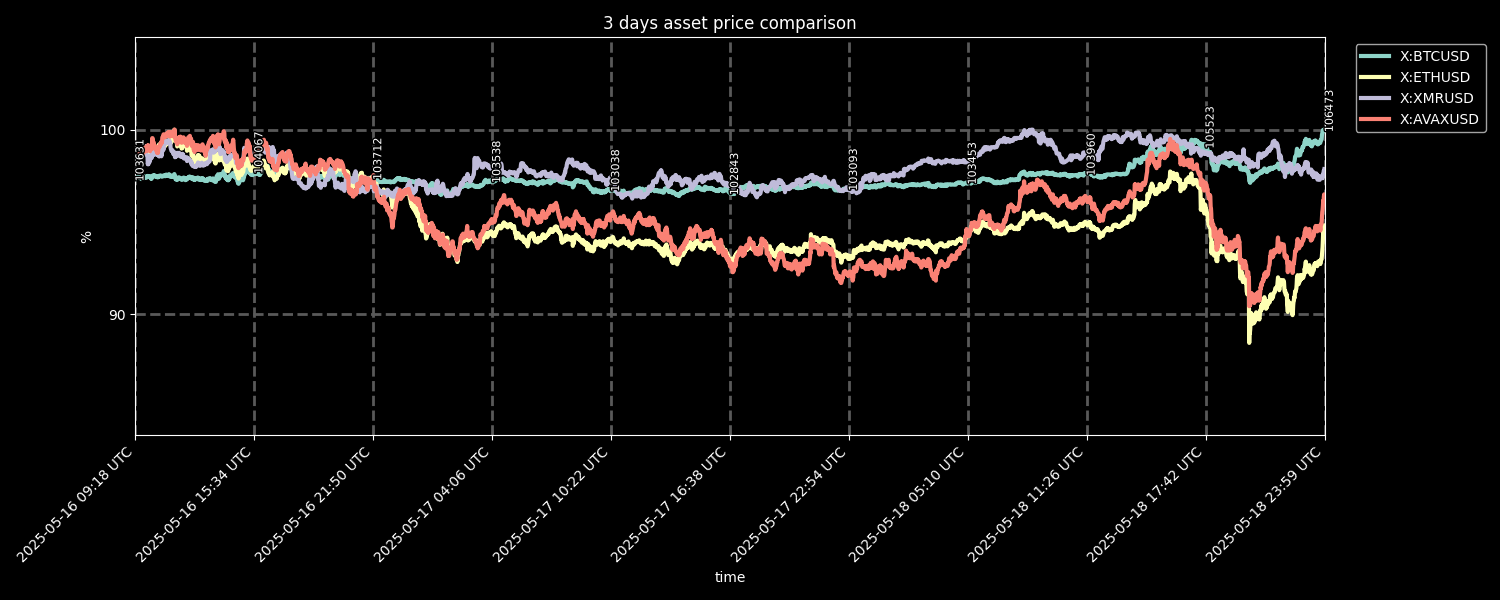 3 days asset price comparison
X:BTCUSD
X:ETHUSD
X:XMRUSD
X:AVAXUSD
100
90
%
103631
104067
103712
103538
103038
102843
103093
103453
103960
105523
106473
2025-05-16 09:18 UTC
2025-05-16 15:34 UTC
2025-05-16 21:50 UTC
2025-05-17 04:06 UTC
2025-05-17 10:22 UTC
2025-05-17 16:38 UTC
2025-05-17 22:54 UTC
2025-05-18 05:10 UTC
2025-05-18 11:26 UTC
2025-05-18 17:42 UTC
2025-05-18 23:59 UTC
time